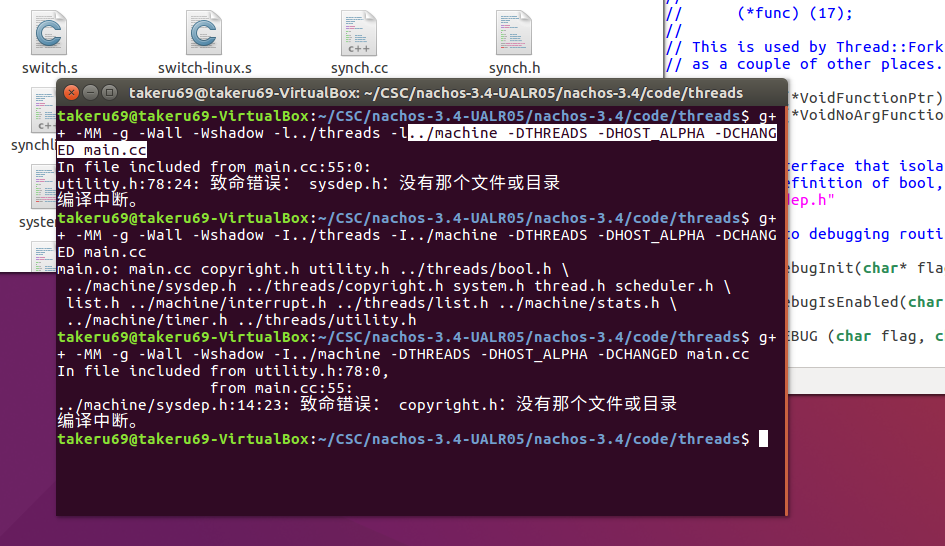 switch.s
switch-linux.s
synch.cc
synch.h
synchl
syste
//
// (*func) (17);
//
// This is used by Thread::Fork
// as a couple of other places.
*VoidFunctionPtr)
*VoidNoArgFunction
terface that isola
efinition of bool,
dep.h"
to debugging routi
ebugInit(char* flag
ebugIsEnabled(char
EBUG (char flag, c
takeru69@takeru69-VirtualBox: ~/CSC/nachos-3.4-UALR05/nachos-3.4/code/threads
takeru69@takeru69-VirtualBox:~/CSC/nachos-3.4-UALR05/nachos-3.4/code/threads$ g+
+ -MM -g -Wall -Wshadow -l../threads -l../machine -DTHREADS -DHOST_ALPHA -DCHANG
ED main.cc
In file included from main.cc:55:0:
utility.h:78:24: 致命错误： sysdep.h：没有那个文件或目录
编译中断。
takeru69@takeru69-VirtualBox:~/CSC/nachos-3.4-UALR05/nachos-3.4/code/threads$ g+
+ -MM -g -Wall -Wshadow -I../threads -I../machine -DTHREADS -DHOST_ALPHA -DCHANG
ED main.cc
main.o: main.cc copyright.h utility.h ../threads/bool.h \
 ../machine/sysdep.h ../threads/copyright.h system.h thread.h scheduler.h \
 list.h ../machine/interrupt.h ../threads/list.h ../machine/stats.h \
 ../machine/timer.h ../threads/utility.h
takeru69@takeru69-VirtualBox:~/CSC/nachos-3.4-UALR05/nachos-3.4/code/threads$ g+
+ -MM -g -Wall -Wshadow -I../machine -DTHREADS -DHOST_ALPHA -DCHANGED main.cc
In file included from utility.h:78:0,
                 from main.cc:55:
../machine/sysdep.h:14:23: 致命错误： copyright.h：没有那个文件或目录
编译中断。
takeru69@takeru69-VirtualBox:~/CSC/nachos-3.4-UALR05/nachos-3.4/code/threads$